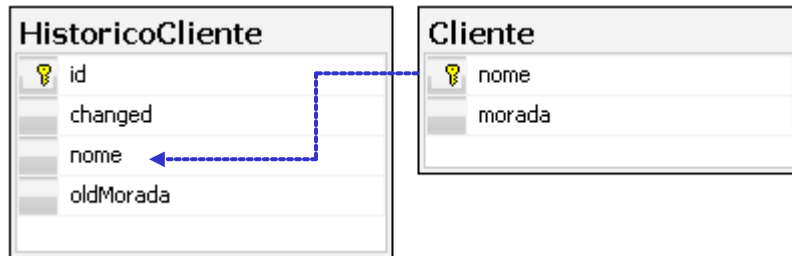 HistoricoCliente
id
changed
nome
oldMorada
Cliente
nome
morada